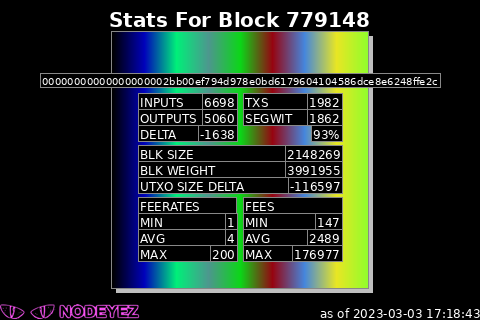 Stats For Block 779148
00000000000000000002bb00ef794d978e0bd6179604104586dce8e6248ffe2c
INPUTS 6698 TXS 1982
OUTPUTS 5060 SEGWIT 1862
DELTA -1638 93%
BLK SIZE 2148269
BLK WEIGHT 3991955
UTXO SIZE DELTA -116597
FEERATES FEES
MIN 1 MIN 147
AVG 4 AVG 2489
MAX 200 MAX 176977
NODEYEZ as of 2023-03-03 17:18:43